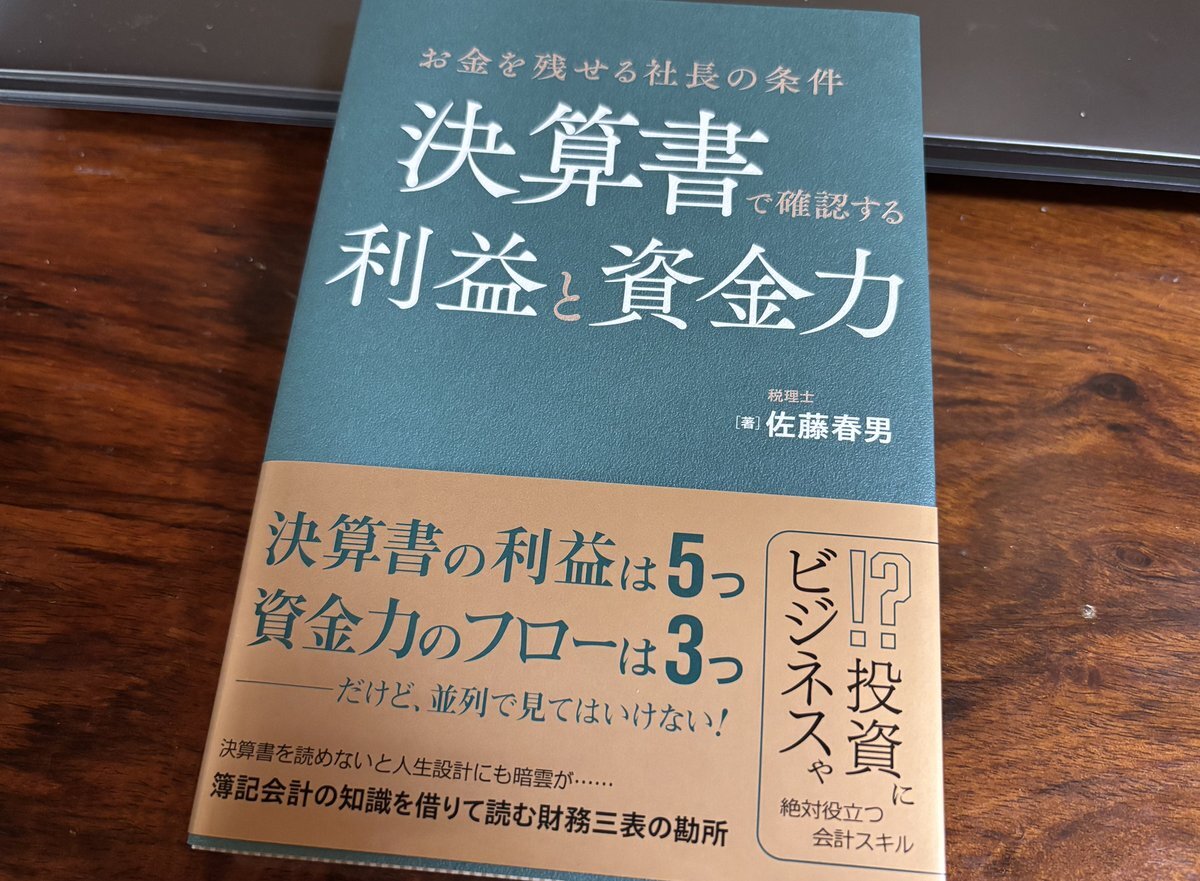 お金を残せる社長の条件
決算書で確認する
利益と資金力
税理士
[著]佐藤春男
決算書の利益は5つ
資金力のフローは3つ
――だけど、並列で見てはいけない!
決算書を読めないと人生設計にも暗雲が……
簿記会計の知識を借りて読む財務三表の勘所
!?投資に
ビジネスや
絶対役立つ
会計スキル